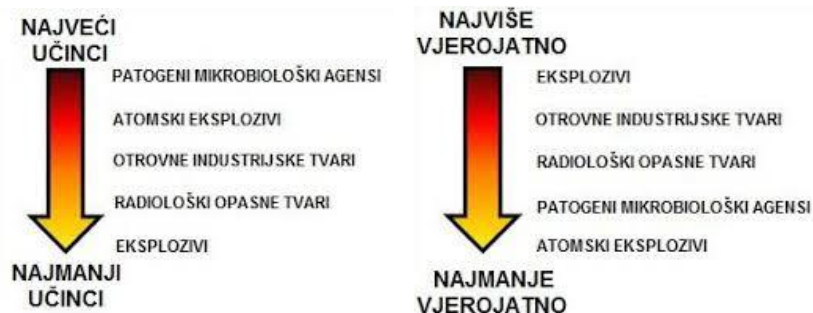 NAJVEĆI
UČINCI
PATOGENI MIKROBIOLOŠKI AGENSI
ATOMSKI EKSPLOZIVI
OTROVNE INDUSTRIJSKE TVARI
RADIOLOŠKI OPASNE TVARI
EKSPLOZIVI
NAJMANJI
UČINCI
NAJVIŠE
VJEROJATNO
EKSPLOZIVI
OTROVNE INDUSTRIJSKE TVARI
RADIOLOŠKI OPASNE TVARI
PATOGENI MIKROBIOLOŠKI AGENSI
ATOMSKI EKSPLOZIVI
NAJMANJE
VJEROJATNO